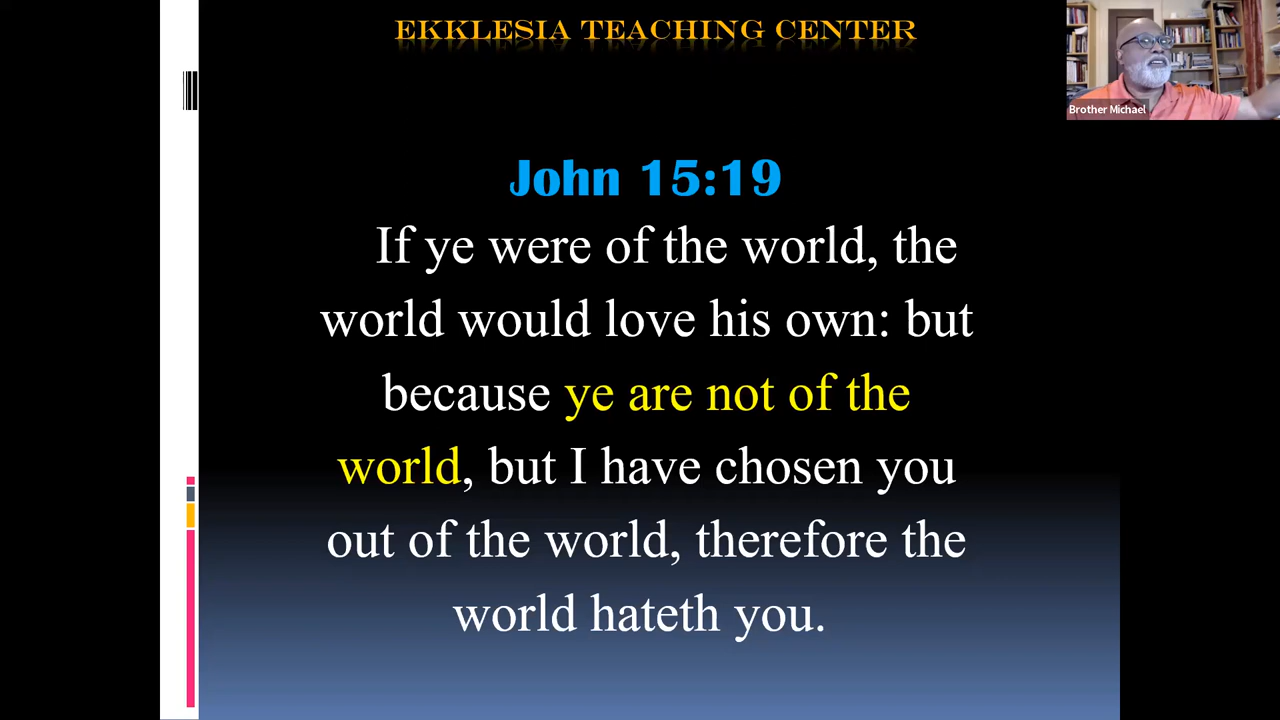 EKKLESIA TEACHING CENTER
Brother Michael
John 15:19
If ye were of the world, the
world would love his own: but
because ye are not of the
world, but I have chosen you
out of the world, therefore the
world hateth you.